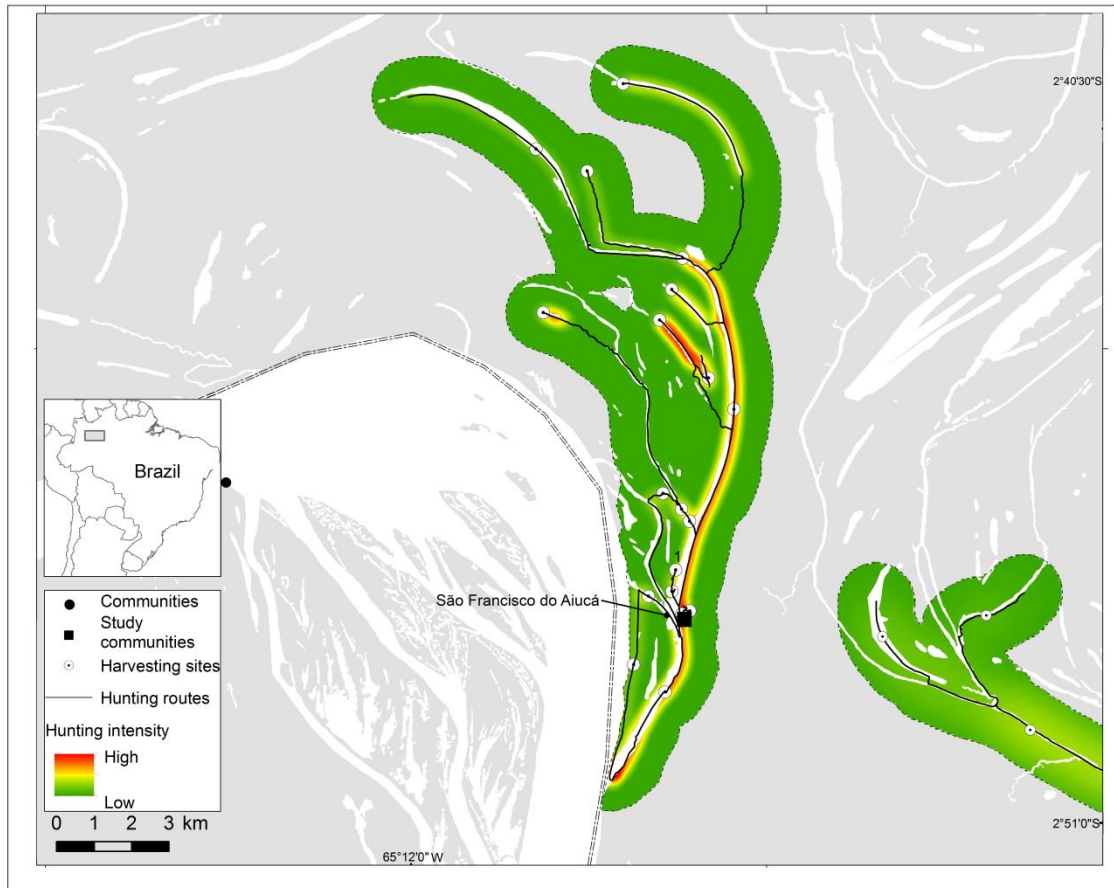 2°40'30"S
Brazil
1
São Francisco do Aiucá
Communities
Study
communities
Harvesting sites
Hunting routes
Hunting intensity
High
Low
0 1 2 3 km
65°12'0" W
2°51'0"S